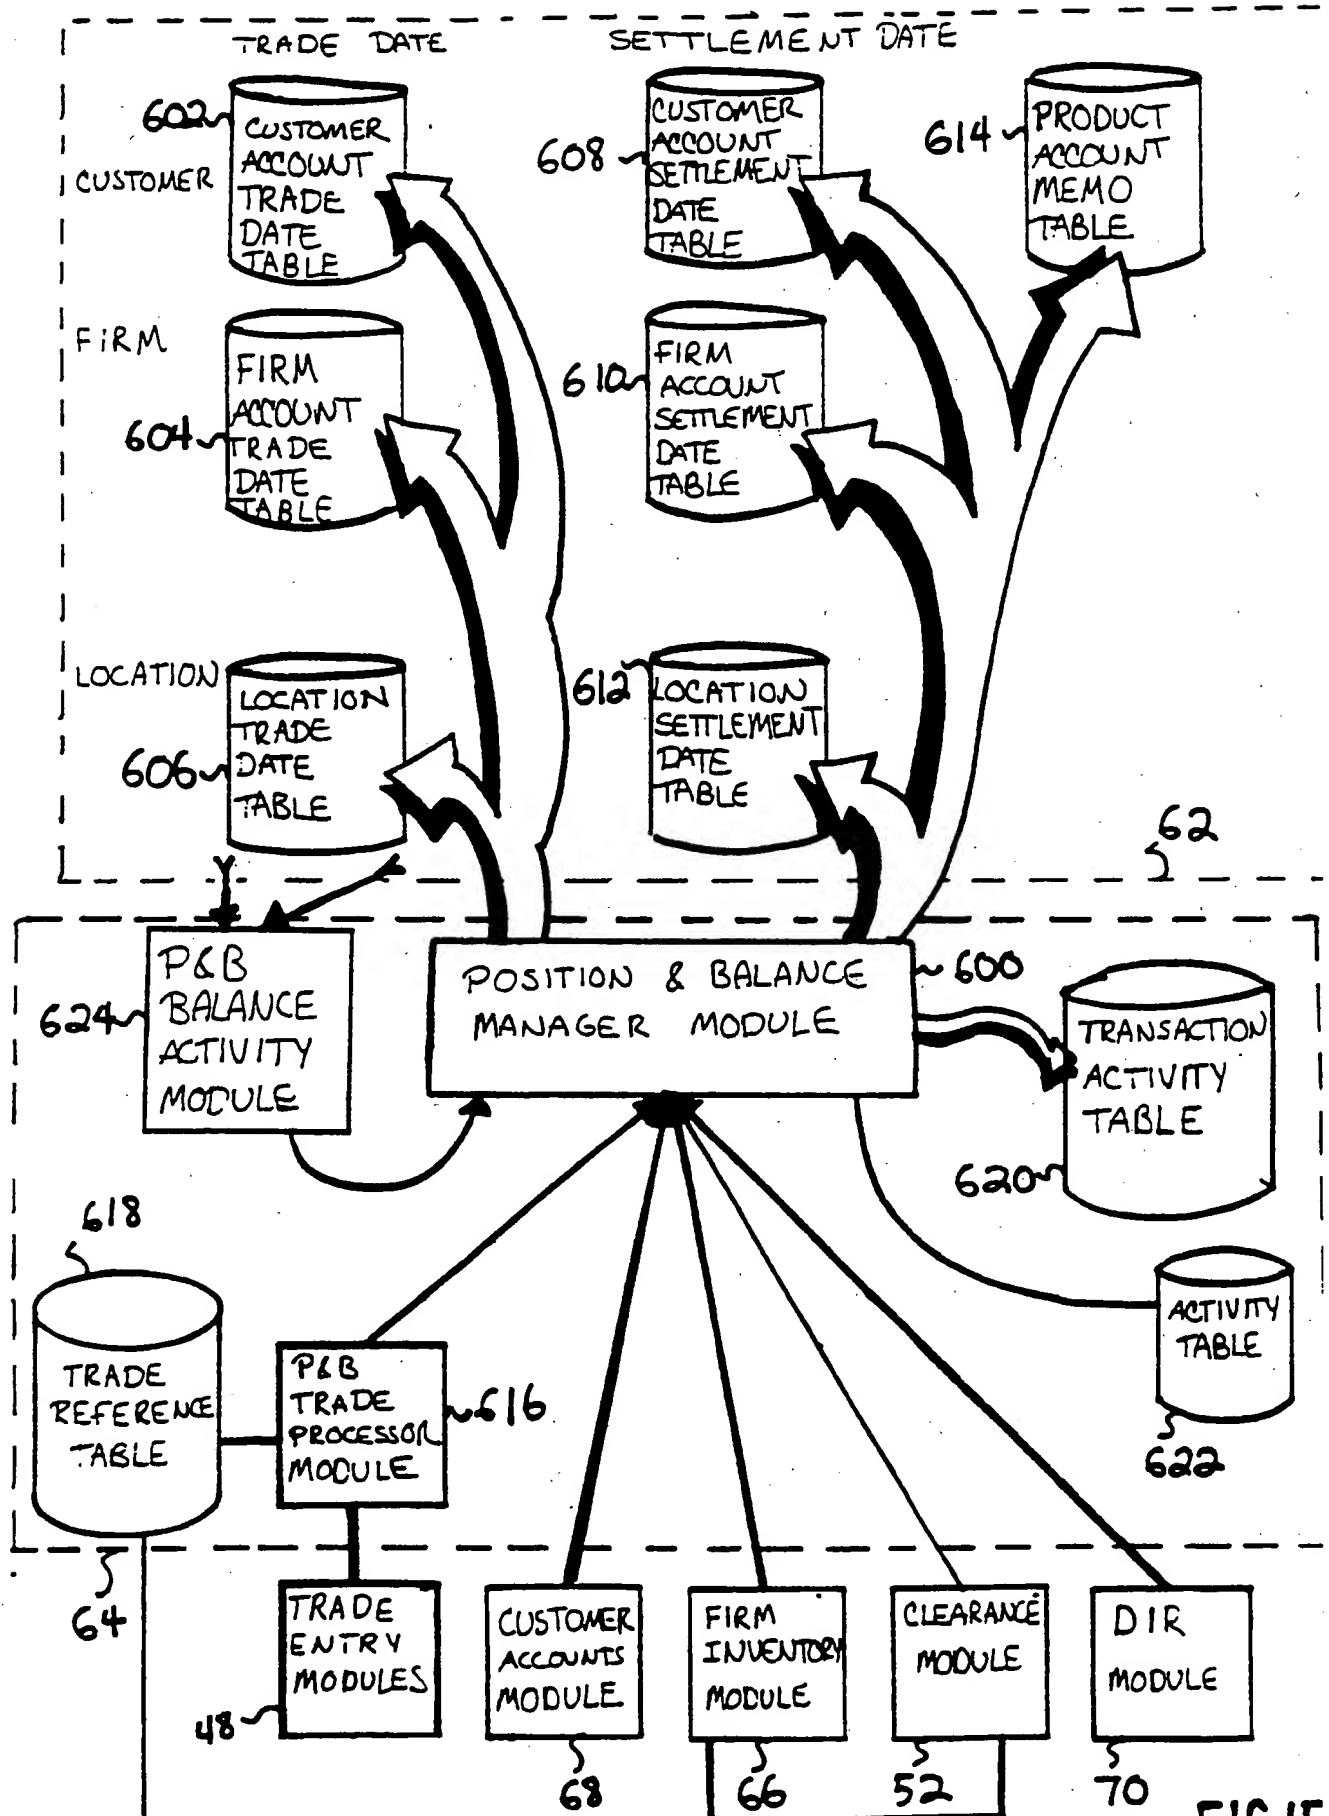 TRADE DATE
SETTLEMENT DATE
602
CUSTOMER
ACCOUNT
TRADE
DATE
TABLE
608
CUSTOMER
ACCOUNT
SETTLEMENT
DATE
TABLE
614
PRODUCT
ACCOUNT
MEMO
TABLE
CUSTOMER
FIRM
604
FIRM
ACCOUNT
TRADE
DATE
TABLE
610
FIRM
ACCOUNT
SETTLEMENT
DATE
TABLE
LOCATION
606
LOCATION
TRADE
DATE
TABLE
612
LOCATION
SETTLEMENT
DATE
TABLE
62
624
P&B
BALANCE
ACTIVITY
MODULE
POSITION & BALANCE
MANAGER MODULE
600
TRANSACTION
ACTIVITY
TABLE
620
618
TRADE
REFERENCE
TABLE
P&B
TRADE
PROCESSOR
MODULE
616
ACTIVITY
TABLE
622
64
TRADE
ENTRY
MODULES
48
CUSTOMER
ACCOUNTS
MODULE
68
FIRM
INVENTORY
MODULE
66
CLEARANCE
MODULE
52
DIR
MODULE
70